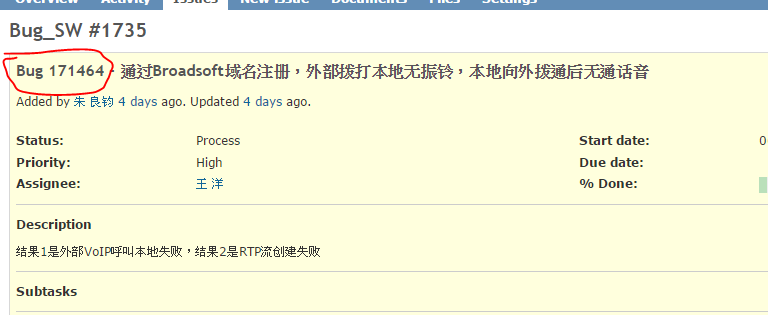 Overview Activity Issues New issue Documents Files Settings
Bug_SW #1735
Bug 171464 - 通过Broadsoft域名注册，外部拨打本地无振铃，本地向外拨通后无通话音
Added by 朱 良钧 4 days ago. Updated 4 days ago.
Status: Process Start date: 0
Priority: High Due date:
Assignee: 王 洋 % Done:
Description
结果1是外部VoIP呼叫本地失败，结果2是RTP流创建失败
Subtasks